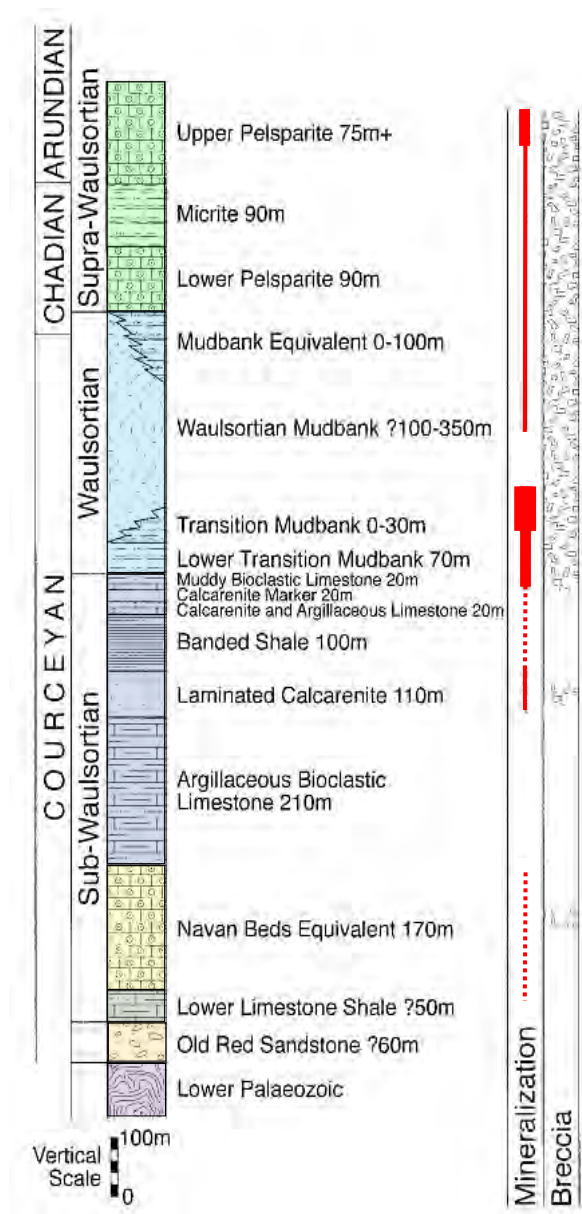 ARUNDIAN
CHADIAN
COURCEYAN
Supra-Waulsortian
Waulsortian
Sub-Waulsortian
Upper Pelsparite 75m+
Micrite 90m
Lower Pelsparite 90m
Mudbank Equivalent 0-100m
Waulsortian Mudbank ?100-350m
Transition Mudbank 0-30m
Lower Transition Mudbank 70m
Muddy Bioclastic Limestone 20m
Calcarenite Marker 20m
Calcarenite and Argillaceous Limestone 20m
Banded Shale 100m
Laminated Calcarenite 110m
Argillaceous Bioclastic
Limestone 210m
Navan Beds Equivalent 170m
Lower Limestone Shale ?50m
Old Red Sandstone ?60m
Lower Palaeozoic
Vertical
Scale
100m
0
Mineralization
Breccia